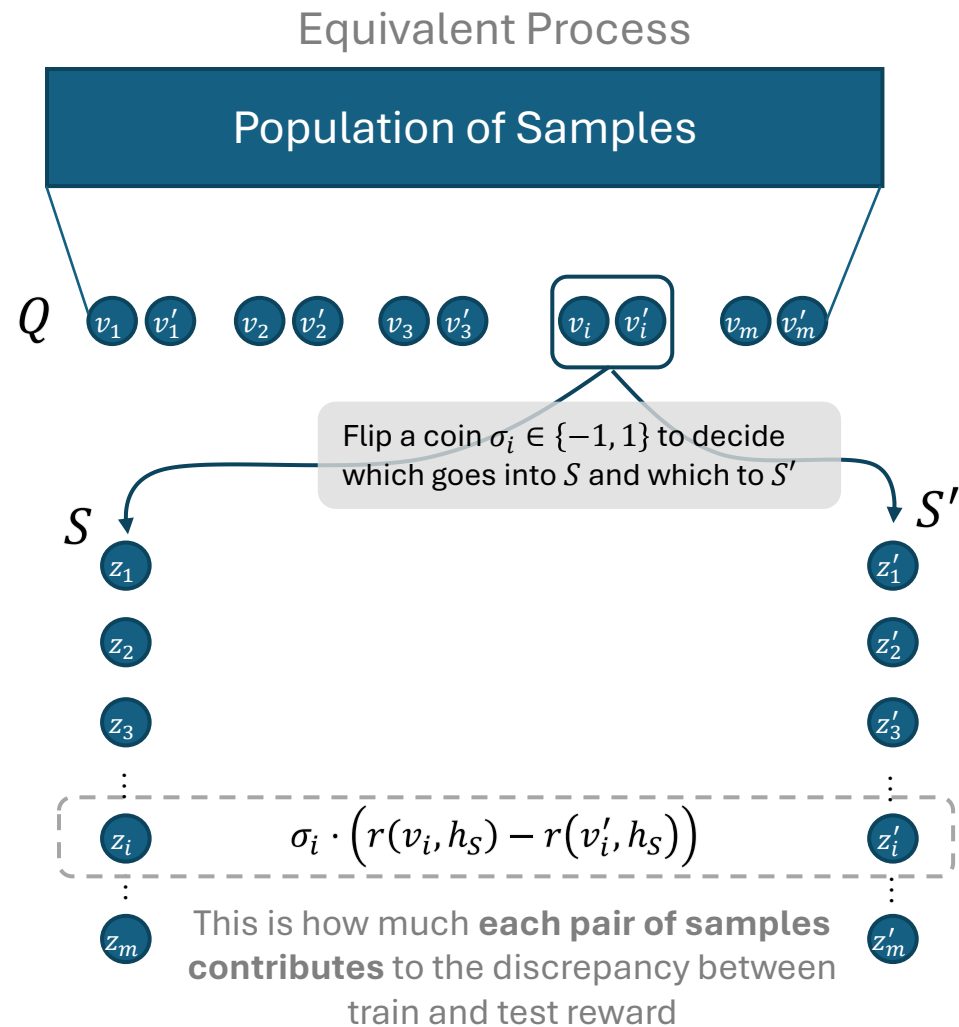 Equivalent Process
Population of Samples
Q v₁ v₁′ v₂ v₂′ v₃ v₃′ vᵢ vᵢ′ vₘ vₘ′
Flip a coin σᵢ ∈ {−1, 1} to decide
which goes into S and which to S′
S S′
z₁ z₁′
z₂ z₂′
z₃ z₃′
⋮ ⋮
zᵢ σᵢ · (r(vᵢ, h_S) − r(vᵢ′, h_S)) zᵢ′
⋮ ⋮
zₘ zₘ′
This is how much each pair of samples
contributes to the discrepancy between
train and test reward